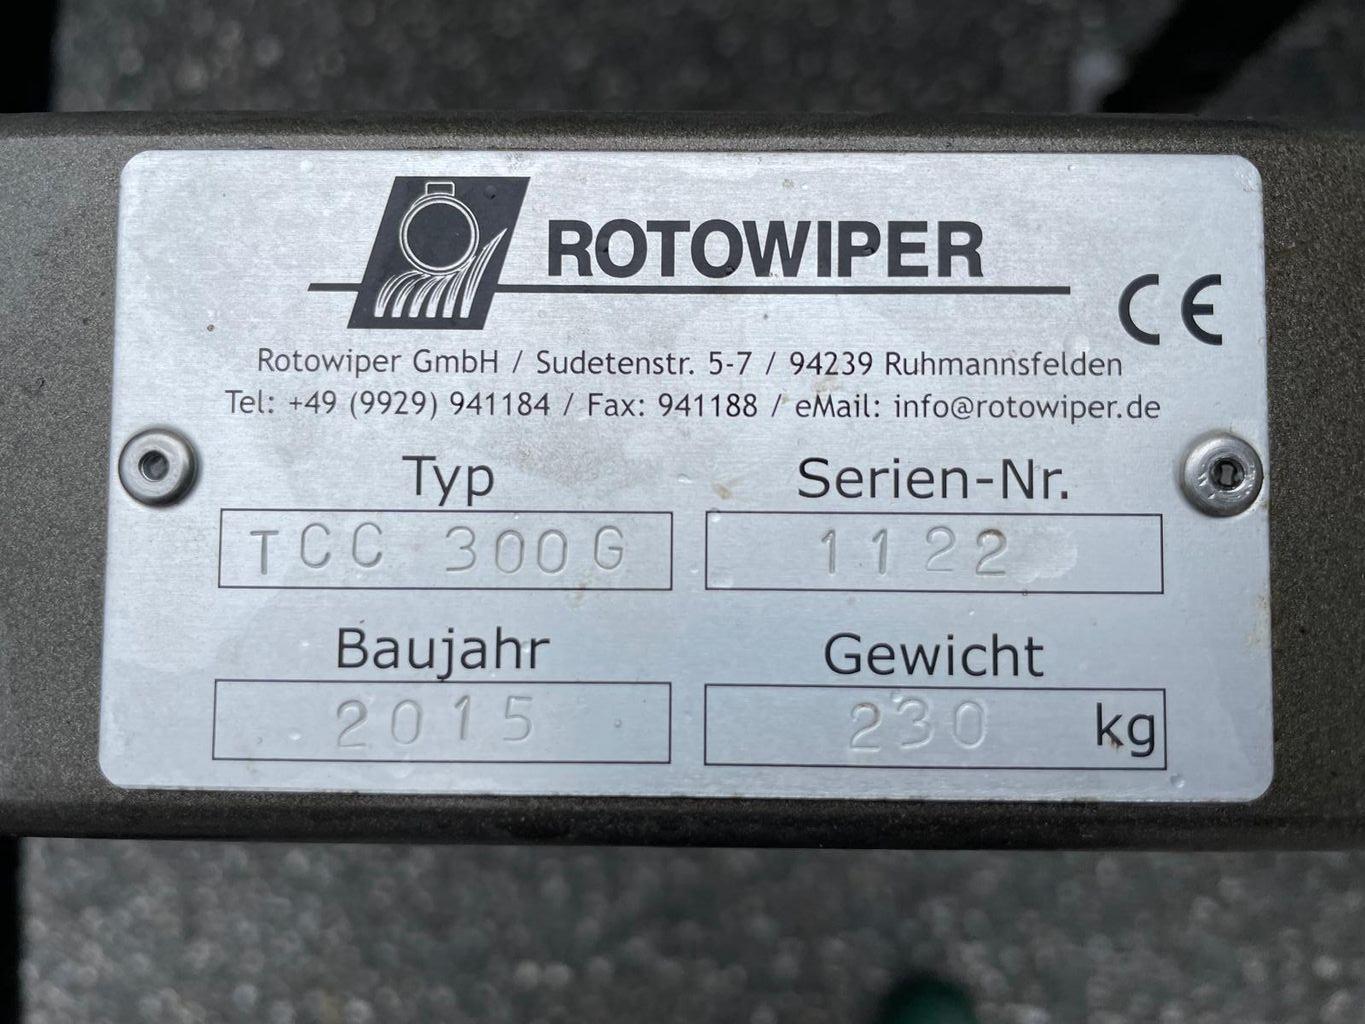 ROTOWIPER
CE
Rotowiper GmbH / Sudetenstr. 5-7 / 94239 Ruhmannsfelden
Tel: +49 (9929) 941184 / Fax: 941188 / eMail: info@rotowiper.de
Typ Serien-Nr.
TCC 300G 1122
Baujahr Gewicht
2015 230 kg